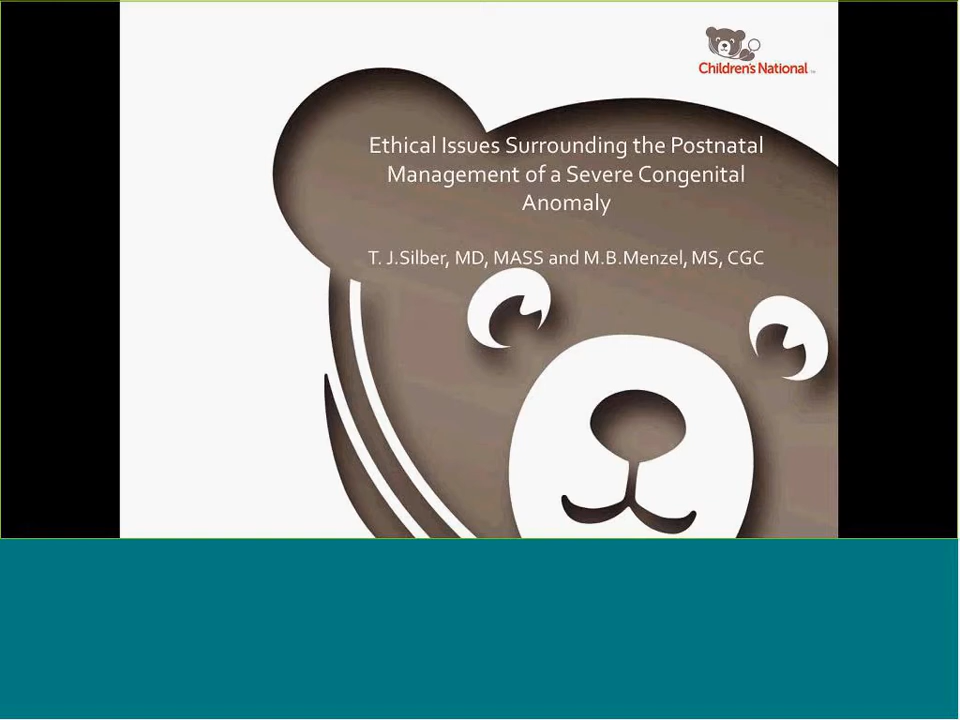 Children's National
Ethical Issues Surrounding the Postnatal
Management of a Severe Congenital
Anomaly
T. J.Silber, MD, MASS and M.B.Menzel, MS, CGC